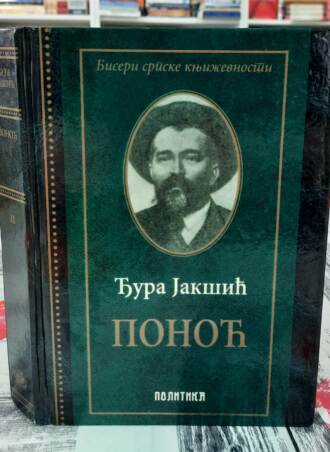 Бисери српске књижевности
Ђура Јакшић
ПОНОЋ
ПОЛИТИКА